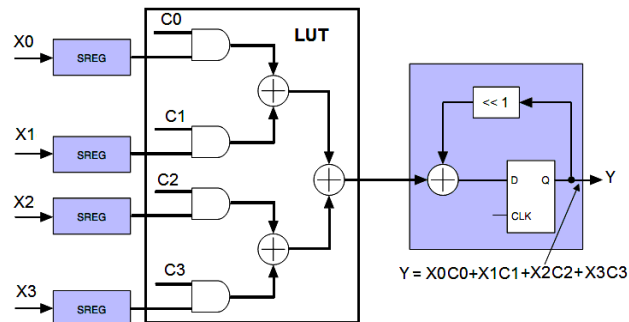 C0
LUT
X0
SREG
X1
C1
SREG
X2
C2
SREG
X3
C3
SREG
<< 1
D Q
CLK
Y
Y = X0C0+X1C1+X2C2+X3C3